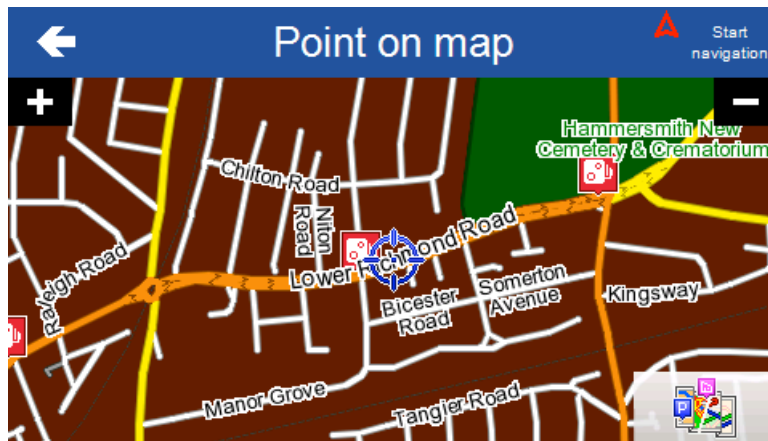 Point on map
Start
navigation
+
−
Hammersmith New
Cemetery & Crematorium
Chilton Road
Niton
Road
Lower Richmond Road
Raleigh Road
Bicester
Road
Somerton
Avenue
Kingsway
Manor Grove
Tangier Road
P